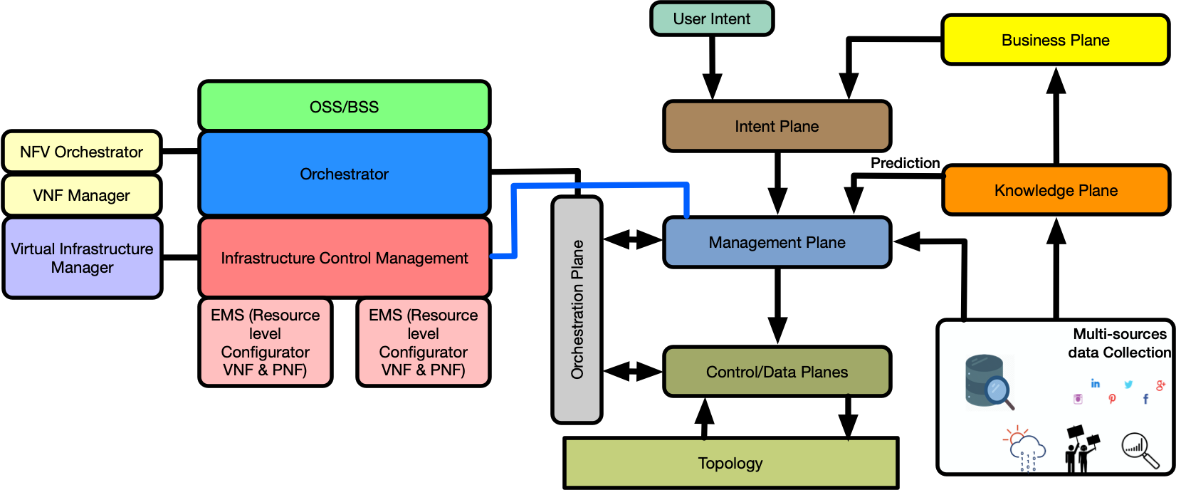 User Intent
Business Plane
OSS/BSS
Intent Plane
NFV Orchestrator
Orchestrator
Prediction
VNF Manager
Knowledge Plane
Virtual Infrastructure
Manager
Infrastructure Control Management
Orchestration Plane
Management Plane
EMS (Resource
level
Configurator
VNF & PNF)
EMS (Resource
level
Configurator
VNF & PNF)
Control/Data Planes
Multi-sources
data Collection
Topology